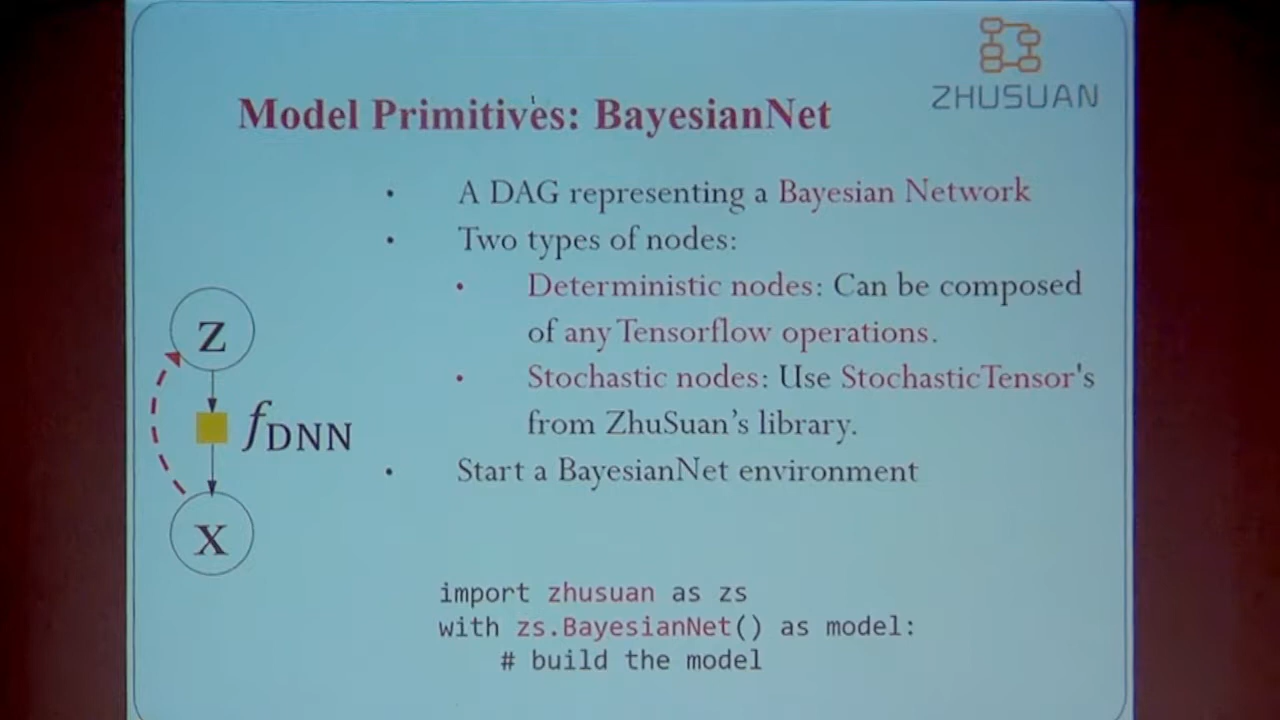 ZHUSUAN
Model Primitives: BayesianNet
• A DAG representing a Bayesian Network
• Two types of nodes:
• Deterministic nodes: Can be composed
of any Tensorflow operations.
• Stochastic nodes: Use StochasticTensor's
from ZhuSuan’s library.
• Start a BayesianNet environment
z
fDNN
x
import zhusuan as zs
with zs.BayesianNet() as model:
# build the model